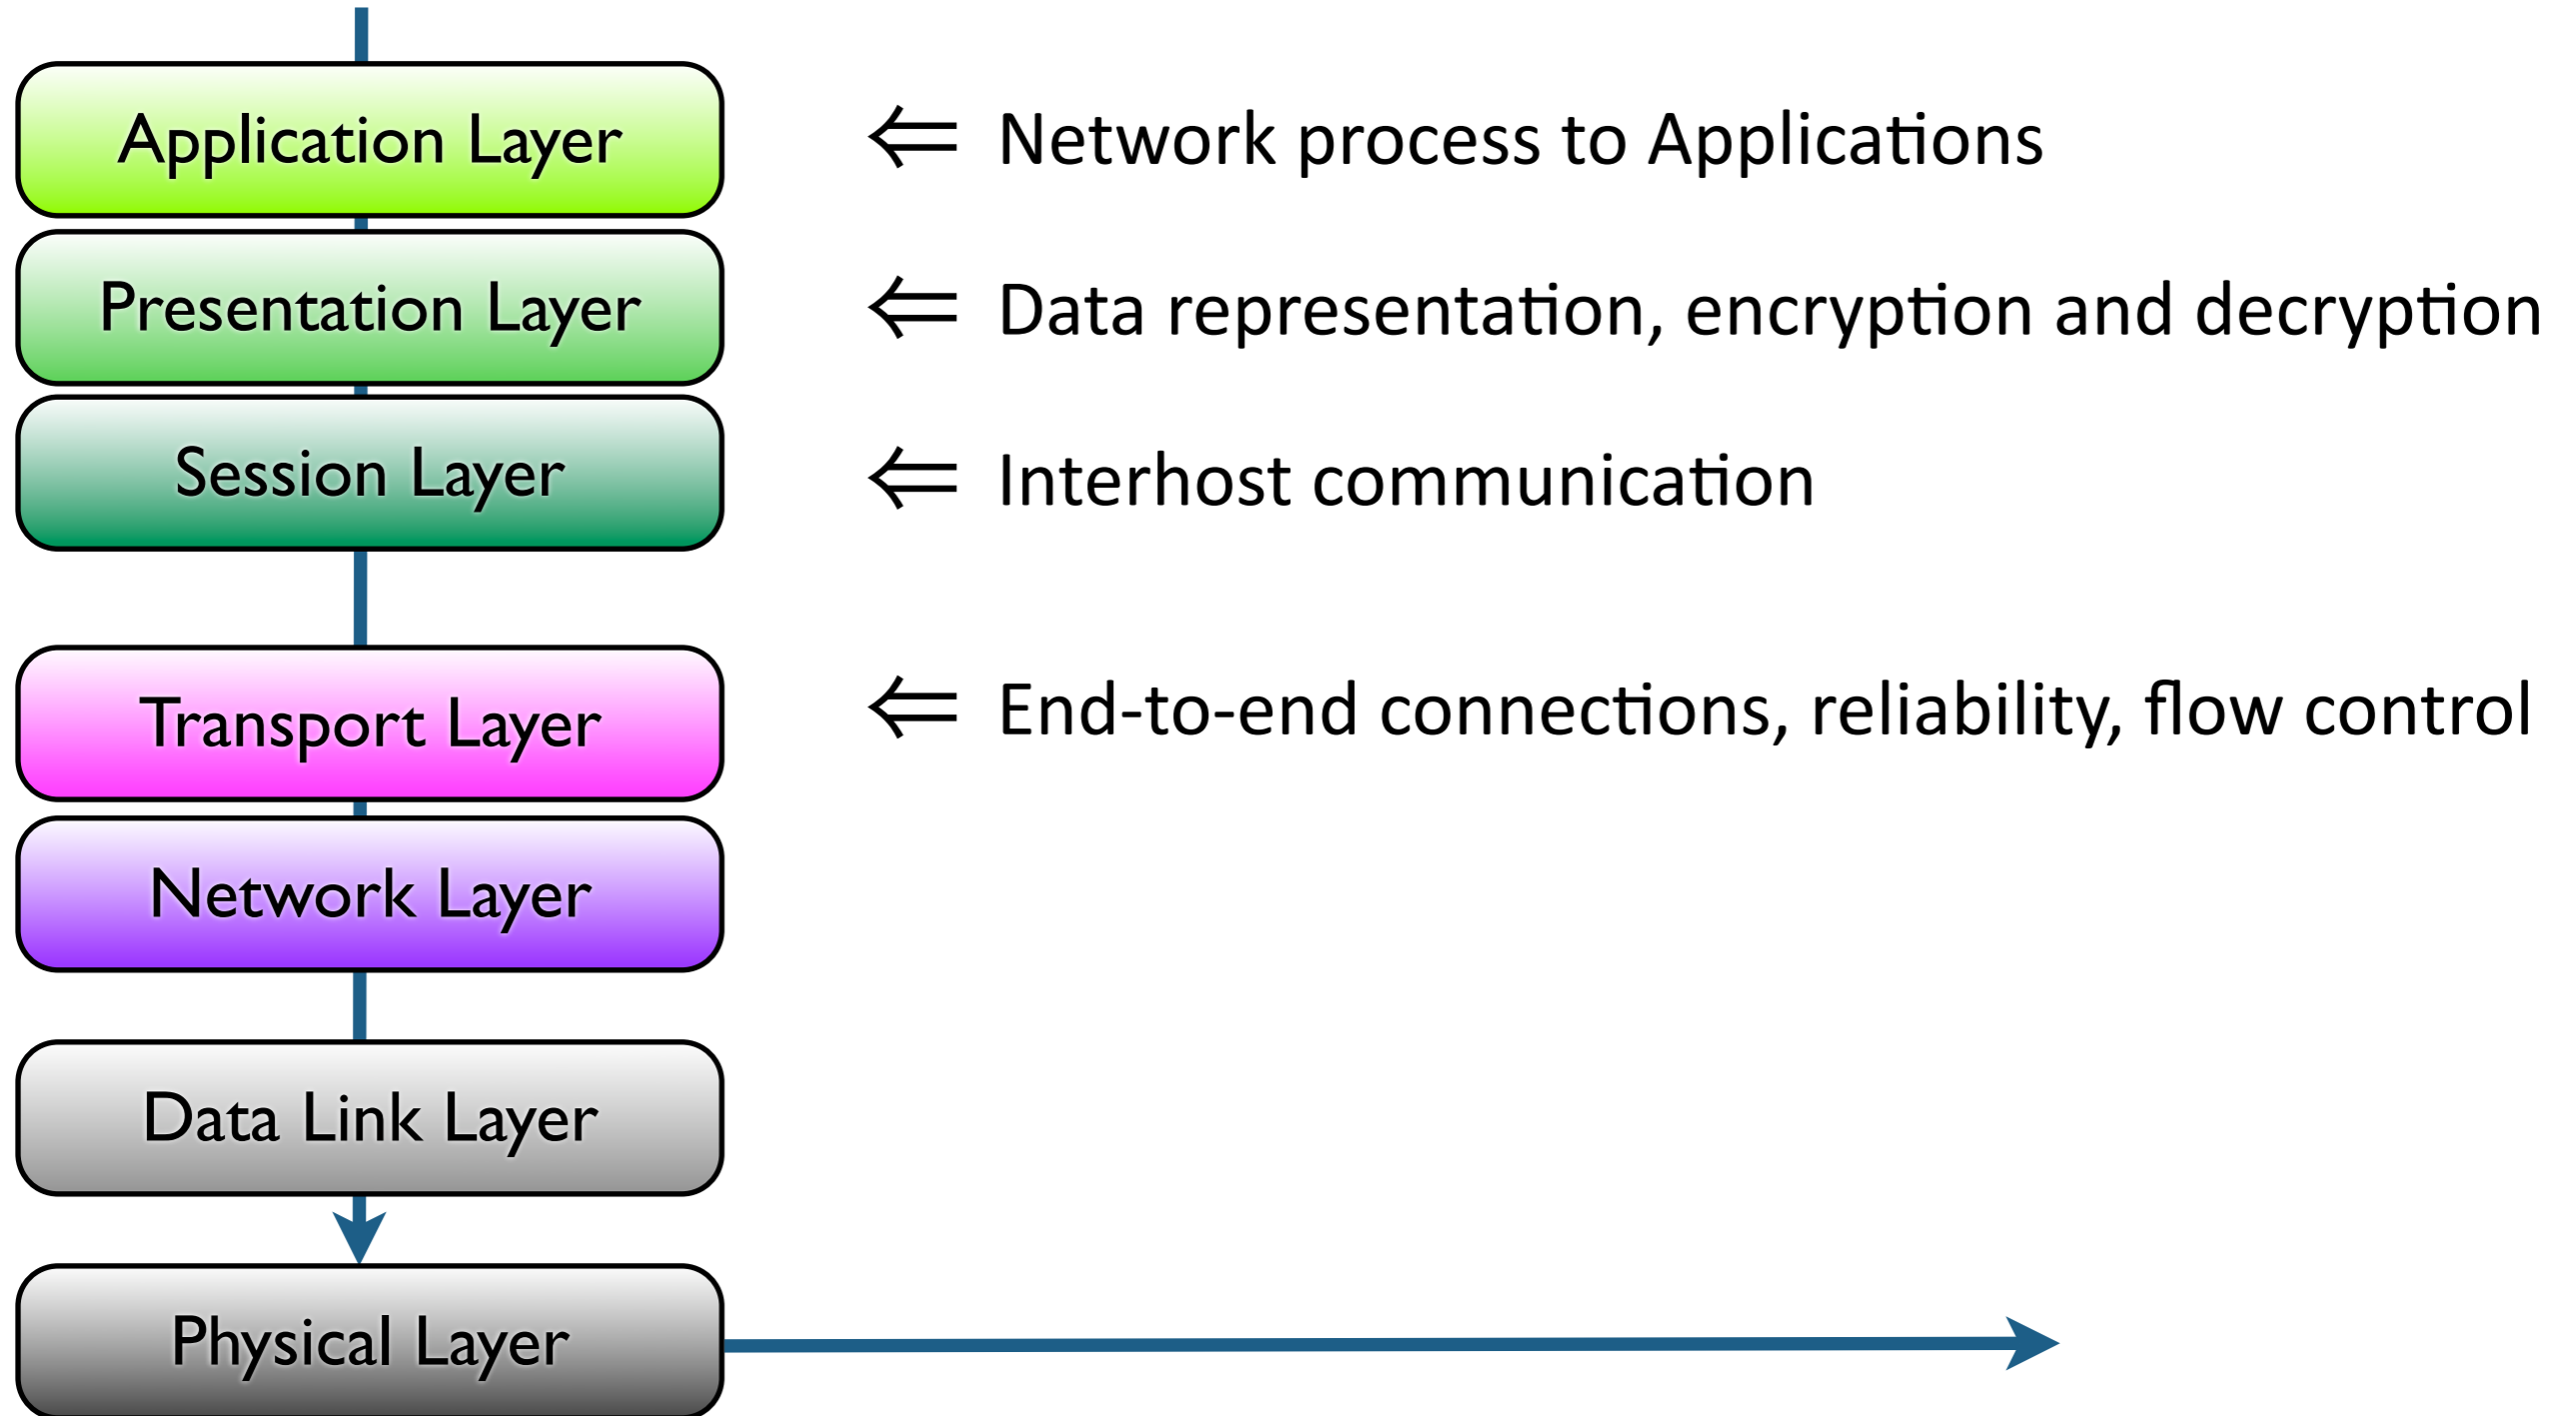 Application Layer
⇐ Network process to Applications
Presentation Layer
⇐ Data representation, encryption and decryption
Session Layer
⇐ Interhost communication
Transport Layer
⇐ End-to-end connections, reliability, flow control
Network Layer
Data Link Layer
Physical Layer